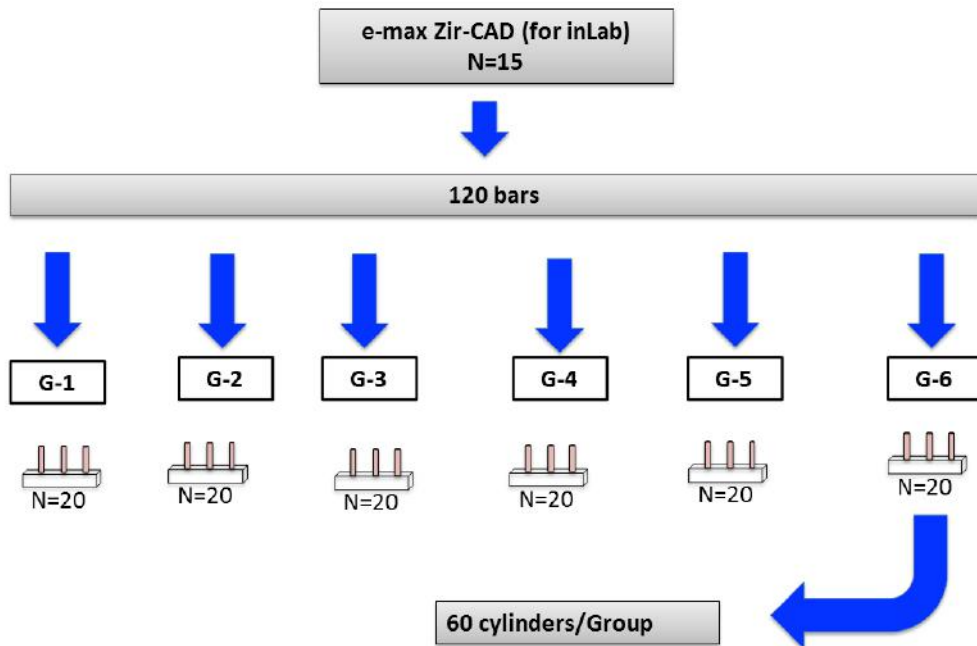 e-max Zir-CAD (for inLab)
N=15
120 bars
G-1
G-2
G-3
G-4
G-5
G-6
N=20
N=20
N=20
N=20
N=20
N=20
60 cylinders/Group